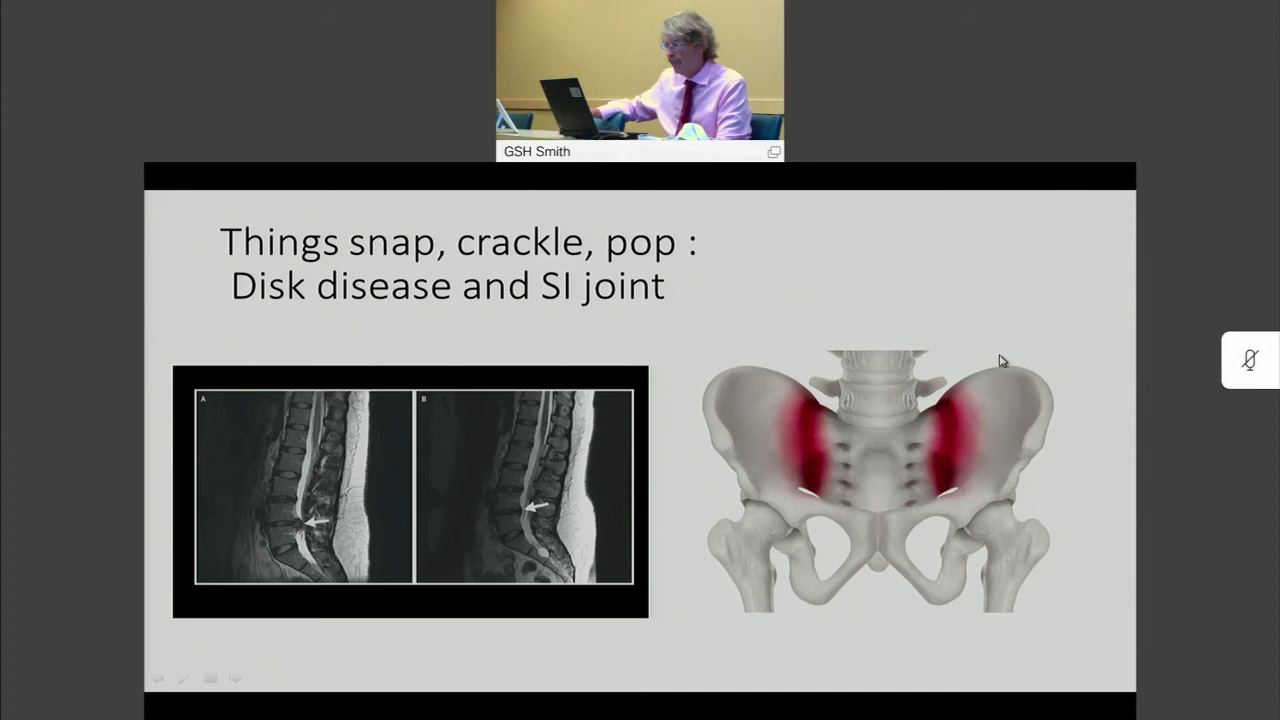 GSH Smith
Things snap, crackle, pop :
Disk disease and SI joint
A
B